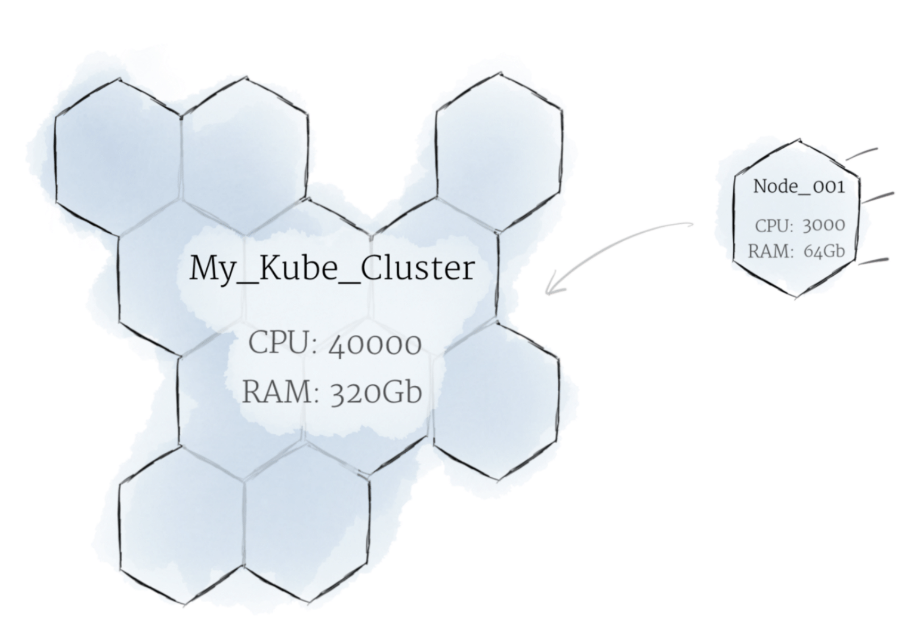 My_Kube_Cluster
CPU: 40000
RAM: 320Gb
Node_001
CPU: 3000
RAM: 64Gb